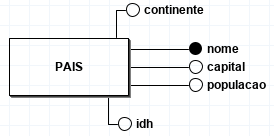 continente
PAIS
nome
capital
populacao
idh